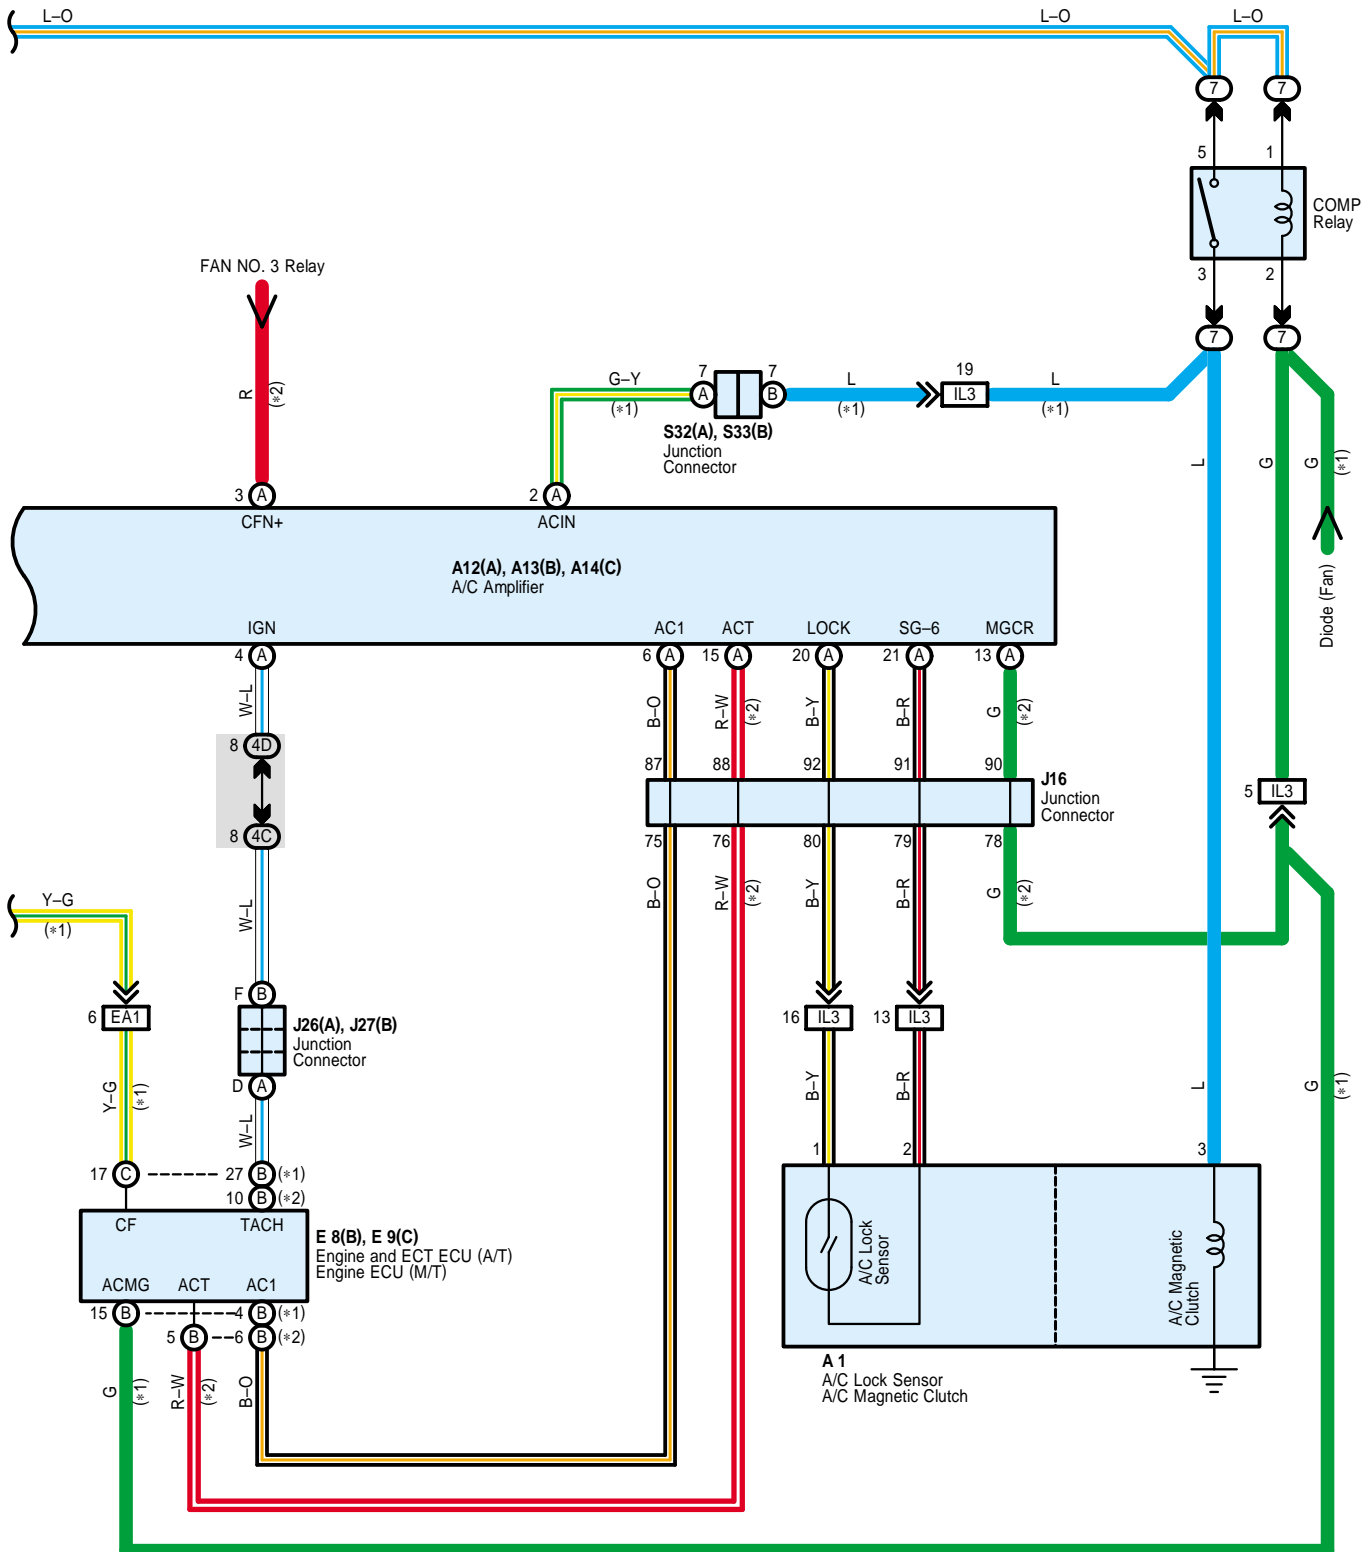 L–O
L–O
L–O
7
7
5
1
COMP
Relay
3
2
7
7
FAN NO. 3 Relay
R
(*2)
G–Y
(*1)
7
A
7
B
S32(A), S33(B)
Junction
Connector
L
(*1)
19
IL3
L
(*1)
L
G
G
(*1)
Diode (Fan)
3
A
2
A
CFN+
ACIN
A12(A), A13(B), A14(C)
A/C Amplifier
IGN
AC1
ACT
LOCK
SG–6
MGCR
4
A
6
A
15
A
20
A
21
A
13
A
W–L
B–O
R–W
(*2)
B–Y
B–R
G
(*2)
8
4D
8
4C
87
88
92
91
90
J16
Junction
Connector
75
76
80
79
78
5
IL3
W–L
B–O
R–W
(*2)
B–Y
B–R
G
(*2)
Y–G
(*1)
6
EA1
F
B
J26(A), J27(B)
Junction
Connector
D
A
16
IL3
13
IL3
Y–G
(*1)
W–L
B–Y
B–R
L
G
(*1)
17
C
27
B
(*1)
10
B
(*2)
CF
TACH
E 8(B), E 9(C)
Engine and ECT ECU (A/T)
Engine ECU (M/T)
ACMG
ACT
AC1
15
B
4
B
(*1)
5
B
6
B
(*2)
G
(*1)
R–W
(*2)
B–O
1
2
3
A/C Lock
Sensor
A/C Magnetic
Clutch
A 1
A/C Lock Sensor
A/C Magnetic Clutch